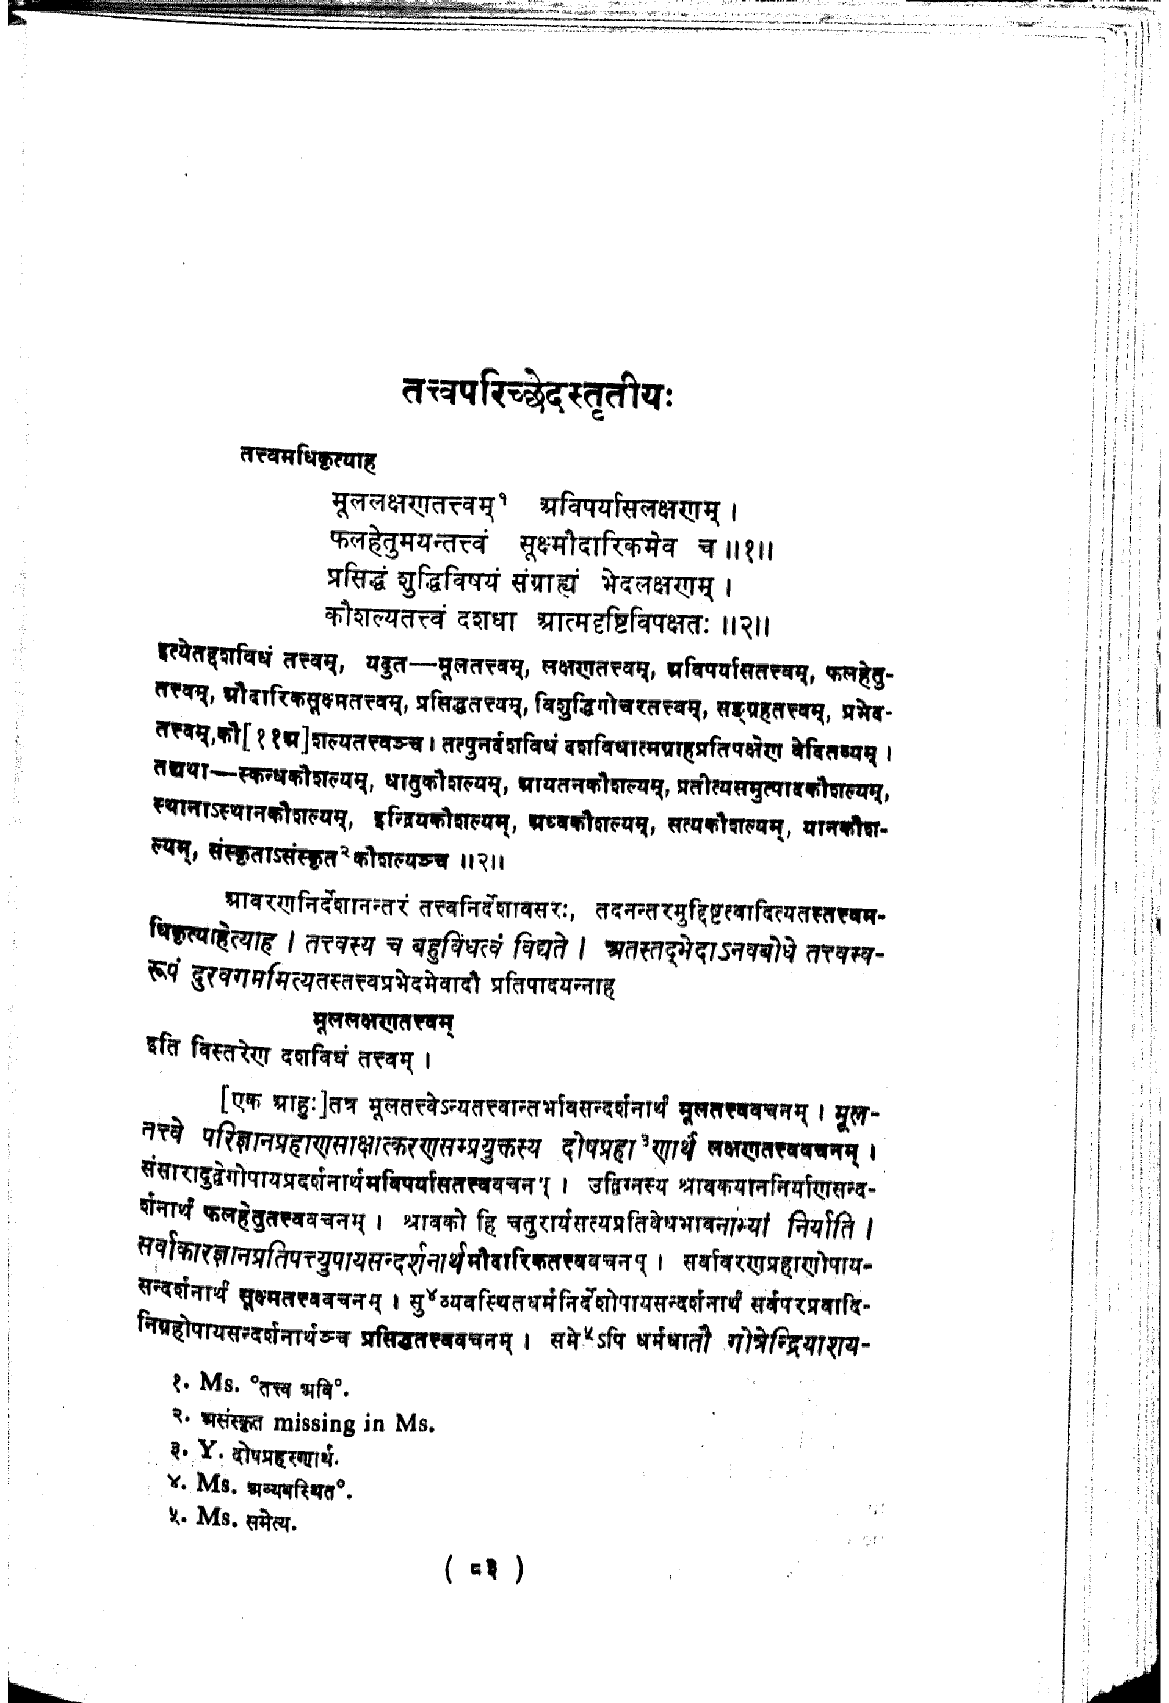 तत्त्वपरिच्छेदस्तृतीयः
तत्त्वमधिकृत्याह
मूललक्षणतत्त्वम्¹ अविपर्यासलक्षणम् ।
फलहेतुमयन्तत्त्वं सूक्ष्मौदारिकमेव च ॥१॥
प्रसिद्धं शुद्धिविषयं संग्राह्यं भेदलक्षणम् ।
कौशल्यतत्त्वं दशधा आत्मदृष्टिविपक्षतः ॥२॥
इत्येतद्दशविधं तत्त्वम्, यदुत—मूलतत्त्वम्, लक्षणतत्त्वम्, अविपर्यासतत्त्वम्, फलहेतु-
तत्त्वम्, औदारिकसूक्ष्मतत्त्वम्, प्रसिद्धतत्त्वम्, विशुद्धिगोचरतत्त्वम्, सङ्ग्रहतत्त्वम्, प्रभेद-
तत्त्वम्,कौ[११अ]शल्यतत्त्वञ्च । तत्पुनर्दशविधं दशविधात्मग्राहप्रतिपक्षेण वेदितव्यम् ।
तद्यथा—स्कन्धकौशल्यम्, धातुकौशल्यम्, आयतनकौशल्यम्, प्रतीत्यसमुत्पादकौशल्यम्,
स्थानाऽस्थानकौशल्यम्, इन्द्रियकौशल्यम्, अध्वकौशल्यम्, सत्यकौशल्यम्, यानकौश-
ल्यम्, संस्कृताऽसंस्कृत²कौशल्यञ्च ॥२॥
आवरणनिर्देशानन्तरं तत्त्वनिर्देशावसरः, तदनन्तरमुद्दिष्टत्वादित्यतस्तत्त्वम-
धिकृत्याहेत्याह । तत्त्वस्य च बहुविधत्वं विद्यते । अतस्तद्भेदाऽनवबोधे तत्त्वस्व-
रूपं दुरवगममित्यतस्तत्त्वप्रभेदमेवादौ प्रतिपादयन्नाह
मूललक्षणतत्त्वम्
इति विस्तरेण दशविधं तत्त्वम् ।
[एक आहुः]तत्र मूलतत्त्वेऽन्यतत्त्वान्तर्भावसन्दर्शनार्थं मूलतत्त्ववचनम् । मूल-
तत्त्वे परिज्ञानप्रहाणसाक्षात्करणसम्प्रयुक्तस्य दोषप्रहा³णार्थं लक्षणतत्त्ववचनम् ।
संसारादुद्वेगोपायप्रदर्शनार्थमविपर्यासतत्त्ववचनम् । उद्विग्नस्य श्रावकयाननिर्याणसन्द-
र्शनार्थं फलहेतुतत्त्ववचनम् । श्रावको हि चतुरार्यसत्यप्रतिवेधभावनाभ्यां निर्याति ।
सर्वाकारज्ञानप्रतिपत्त्युपायसन्दर्शनार्थमौदारिकतत्त्ववचनम् । सर्वावरणप्रहाणोपाय-
सन्दर्शनार्थं सूक्ष्मतत्त्ववचनम् । सु⁴व्यवस्थितधर्मनिर्देशोपायसन्दर्शनार्थं सर्वपरप्रवादि-
निग्रहोपायसन्दर्शनार्थञ्च प्रसिद्धतत्त्ववचनम् । समे⁵ऽपि धर्मधातौ गोत्रेन्द्रियाशय-
१. Ms. °तत्त्व अवि°.
२. असंस्कृत missing in Ms.
३. Y. दोषप्रहरणार्थ.
४. Ms. अव्यवस्थित°.
५. Ms. समेत्य.
( ८३ )